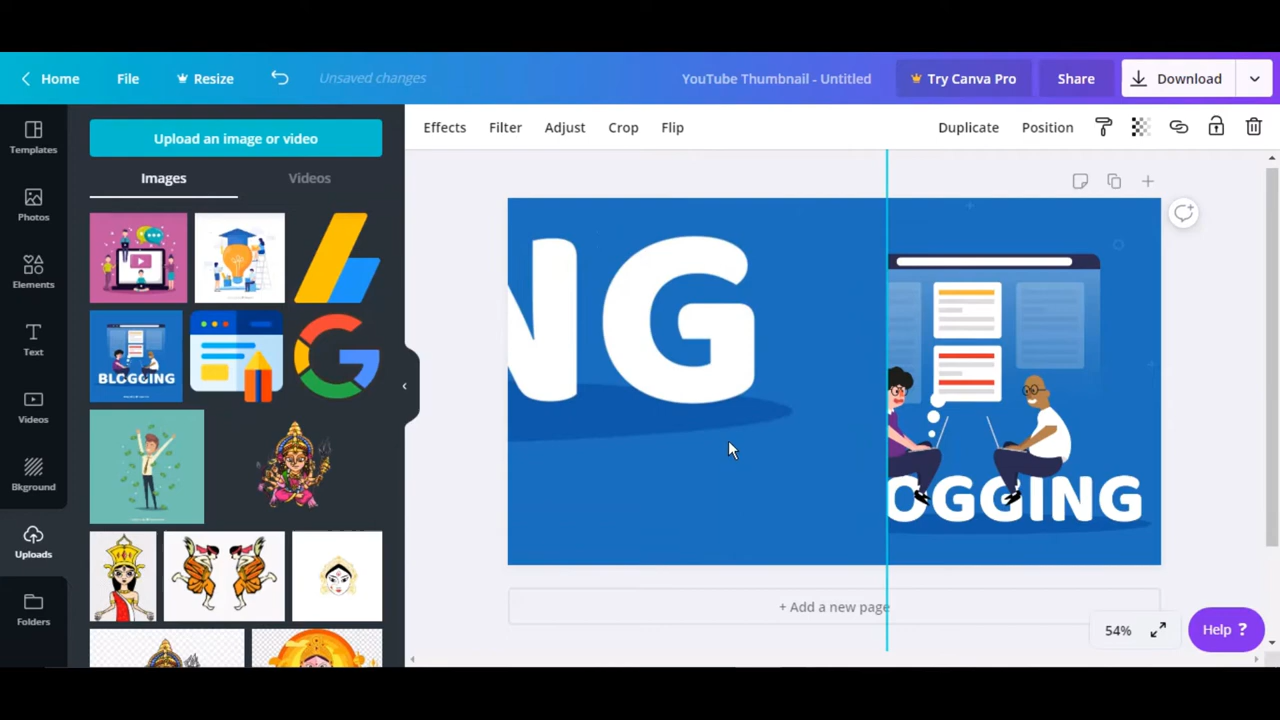 Home
File
Resize
Unsaved changes
YouTube Thumbnail - Untitled
Try Canva Pro
Share
Download
Templates
Photos
Elements
Text
Videos
Bkground
Uploads
Folders
Upload an image or video
Images
Videos
BLOGGING
Effects
Filter
Adjust
Crop
Flip
Duplicate
Position
NG
OGGING
+ Add a new page
54%
Help ?